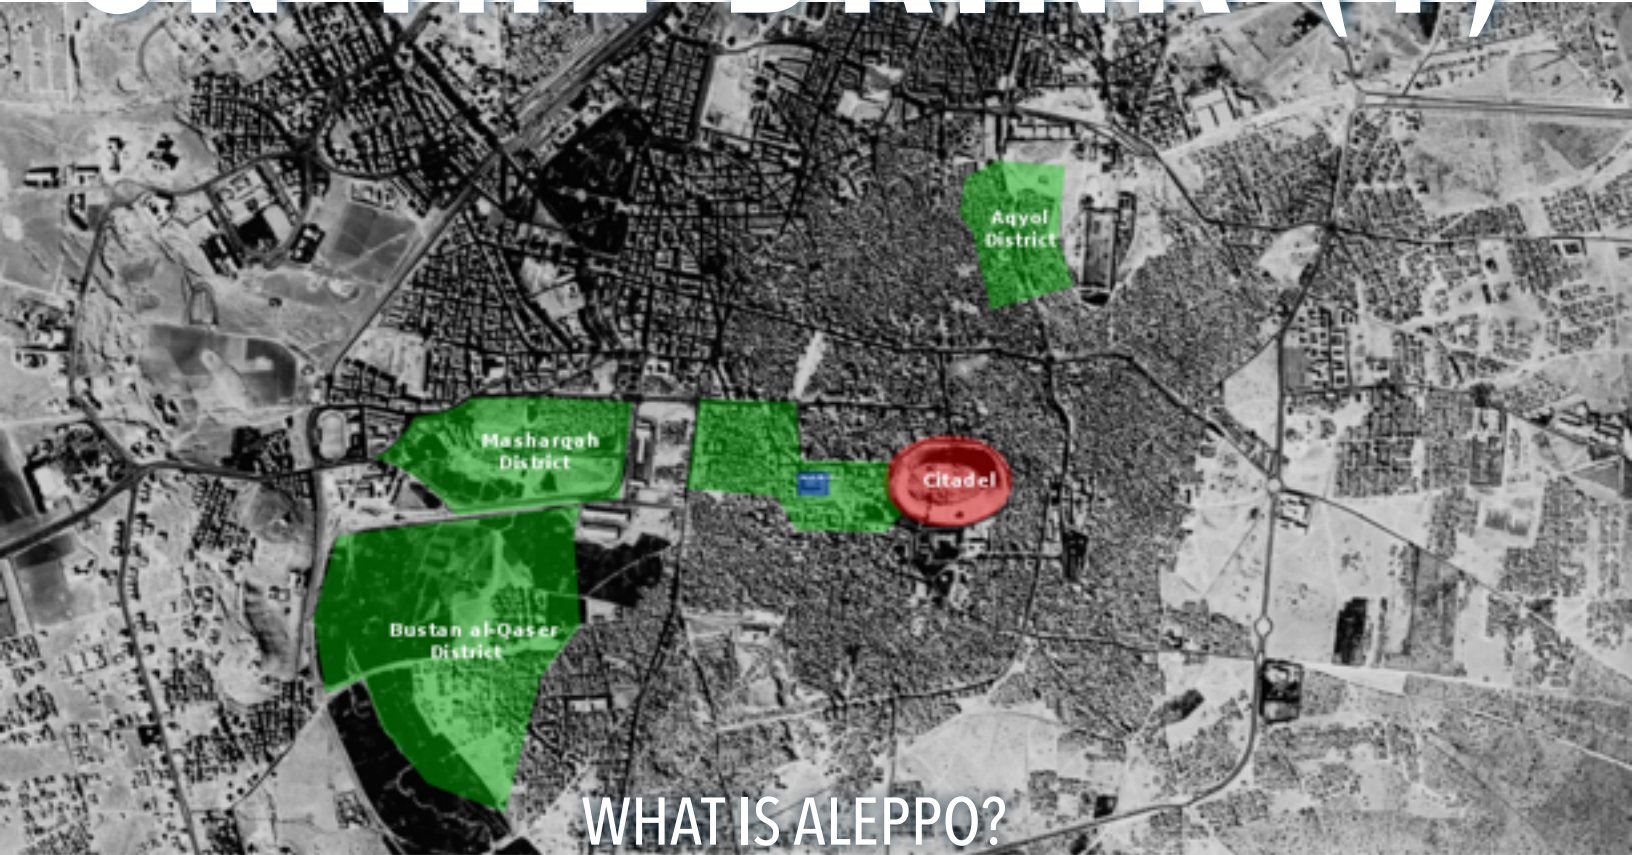 Aqyol
District
Masharqah
District
Citadel
Bustan al-Qaser
District
WHAT IS ALEPPO?